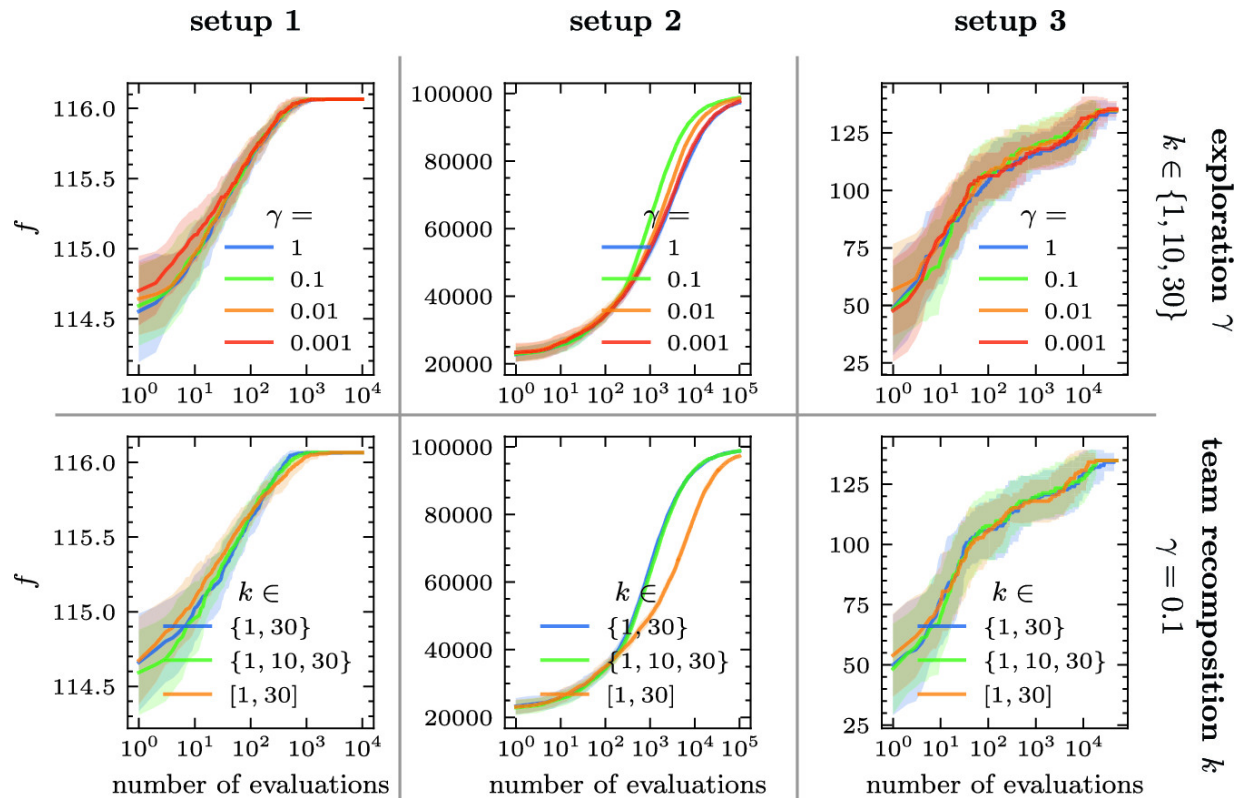 setup 1
setup 2
setup 3
f
116.0
115.5
115.0
114.5
10^0 10^1 10^2 10^3 10^4
γ =
1
0.1
0.01
0.001
100000
80000
60000
40000
20000
10^0 10^1 10^2 10^3 10^4 10^5
γ =
1
0.1
0.01
0.001
125
100
75
50
25
10^0 10^1 10^2 10^3 10^4
γ =
1
0.1
0.01
0.001
exploration γ
k ∈ {1, 10, 30}
f
116.0
115.5
115.0
114.5
10^0 10^1 10^2 10^3 10^4
number of evaluations
k ∈
{1, 30}
{1, 10, 30}
[1, 30]
100000
80000
60000
40000
20000
10^0 10^1 10^2 10^3 10^4 10^5
number of evaluations
k ∈
{1, 30}
{1, 10, 30}
[1, 30]
125
100
75
50
25
10^0 10^1 10^2 10^3 10^4
number of evaluations
k ∈
{1, 30}
{1, 10, 30}
[1, 30]
team recomposition k
γ = 0.1